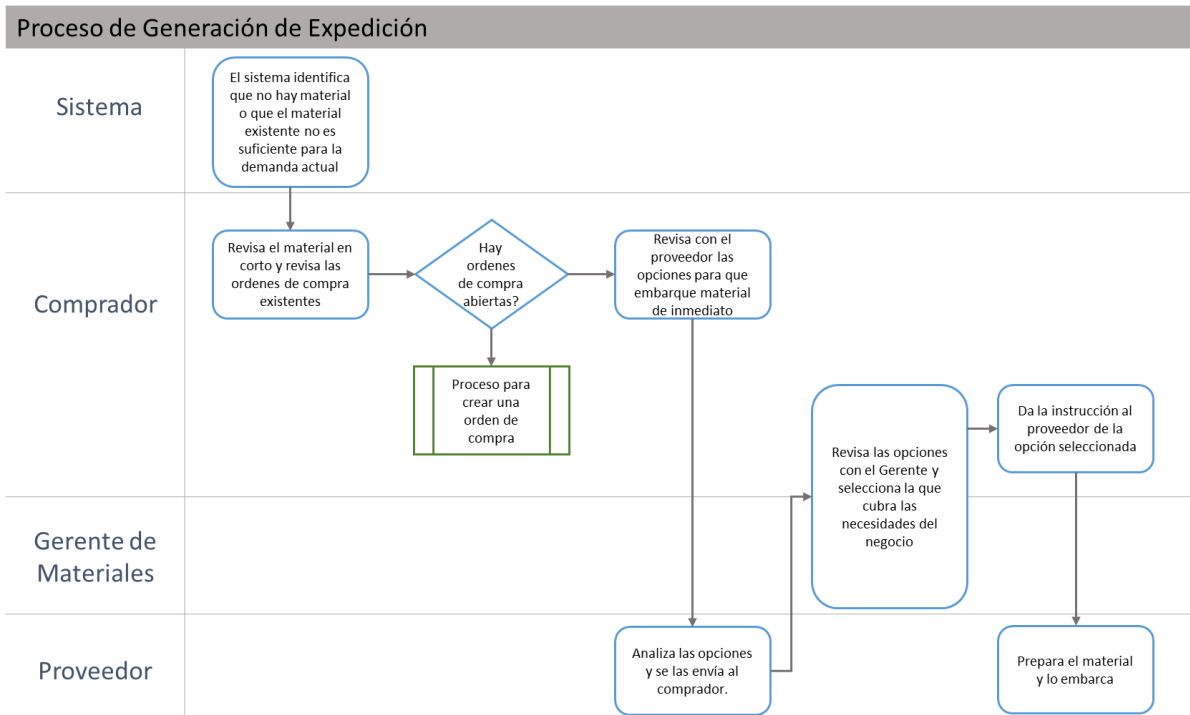 Proceso de Generación de Expedición
Sistema
El sistema identifica
que no hay material
o que el material
existente no es
suficiente para la
demanda actual
Comprador
Revisa el material en
corto y revisa las
ordenes de compra
existentes
Hay
ordenes
de compra
abiertas?
Revisa con el
proveedor las
opciones para que
embarque material
de inmediato
Proceso para
crear una
orden de
compra
Revisa las opciones
con el Gerente y
selecciona la que
cubra las
necesidades del
negocio
Da la instrucción al
proveedor de la
opción seleccionada
Gerente de
Materiales
Proveedor
Analiza las opciones
y se las envía al
comprador.
Prepara el material
y lo embarca